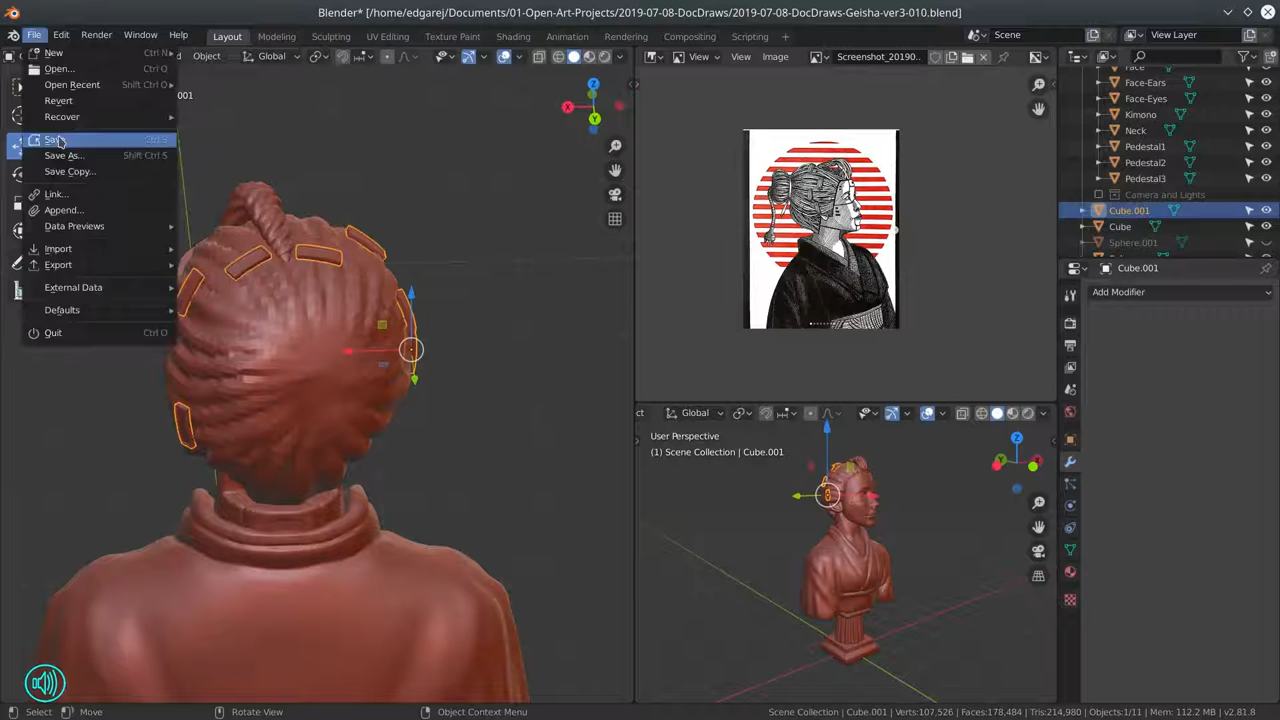 Blender* [/home/edgarej/Documents/01-Open-Art-Projects/2019-07-08-DocDraws/2019-07-08-DocDraws-Geisha-ver3-010.blend]
File Edit Render Window Help Layout Modeling Sculpting UV Editing Texture Paint Shading Animation Rendering Compositing Scripting + Scene View Layer
Object Global View View Image Screenshot_20190..
001
New Ctrl N
Open... Ctrl O
Open Recent Shift Ctrl O
Revert
Recover
Save Ctrl S
Save As... Shift Ctrl S
Save Copy...
Link...
Append...
Data Previews
Import
Export
External Data
Defaults
Quit Ctrl Q
X
Y
Z
Face
Face-Ears
Face-Eyes
Kimono
Neck
Pedestal1
Pedestal2
Pedestal3
Camera and Lights
Cube.001
Cube
Sphere.001
Cube.001
Add Modifier
ct Global
User Perspective
(1) Scene Collection | Cube.001
Z
Y
Select Move Rotate View Object Context Menu Scene Collection | Cube.001 | Verts:107,526 | Faces:178,484 | Tris:214,980 | Objects:1/11 | Mem: 112.2 MB | v2.81.8